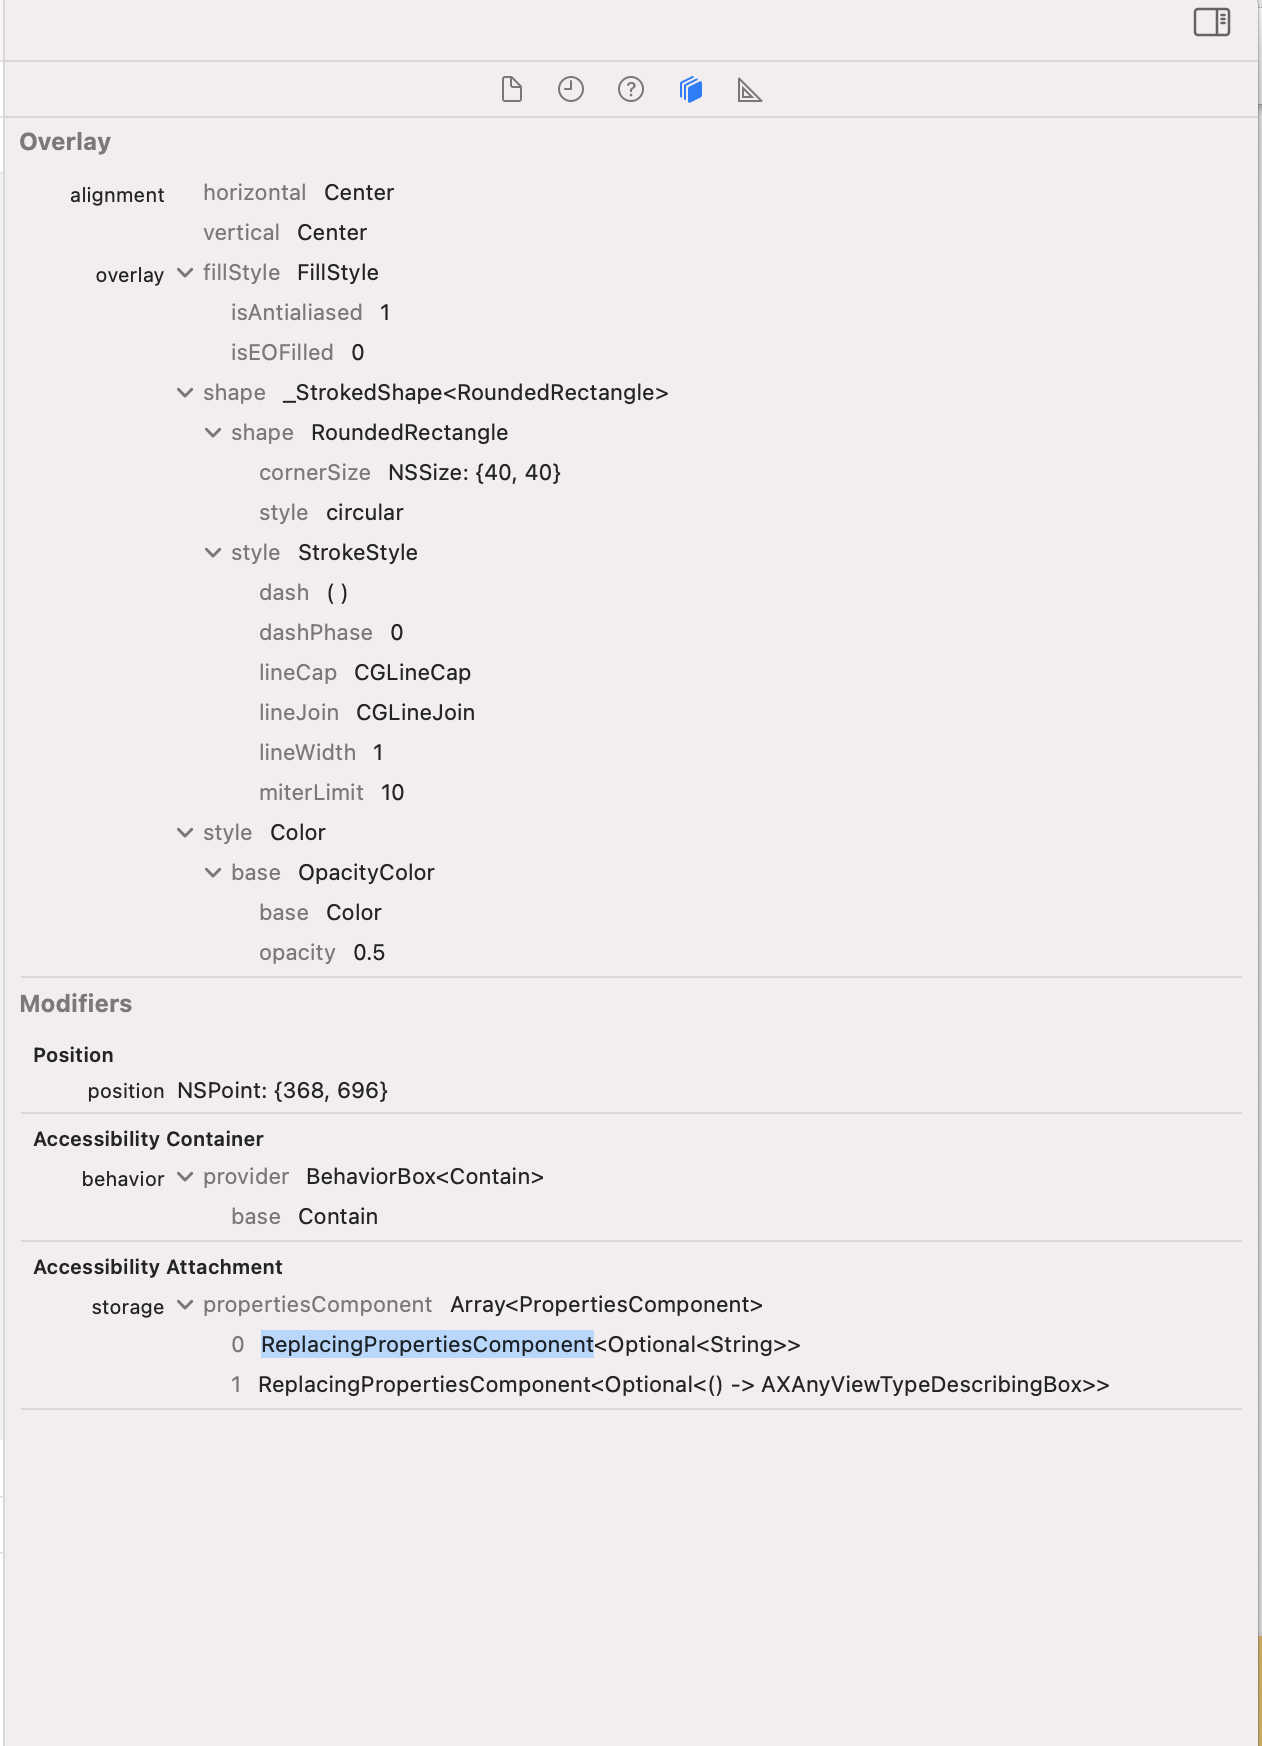 Overlay
alignment horizontal Center
vertical Center
overlay fillStyle FillStyle
isAntialiased 1
isEOFilled 0
shape _StrokedShape<RoundedRectangle>
shape RoundedRectangle
cornerSize NSSize: {40, 40}
style circular
style StrokeStyle
dash ( )
dashPhase 0
lineCap CGLineCap
lineJoin CGLineJoin
lineWidth 1
miterLimit 10
style Color
base OpacityColor
base Color
opacity 0.5
Modifiers
Position
position NSPoint: {368, 696}
Accessibility Container
behavior provider BehaviorBox<Contain>
base Contain
Accessibility Attachment
storage propertiesComponent Array<PropertiesComponent>
0 ReplacingPropertiesComponent<Optional<String>>
1 ReplacingPropertiesComponent<Optional<() -> AXAnyViewTypeDescribingBox>>